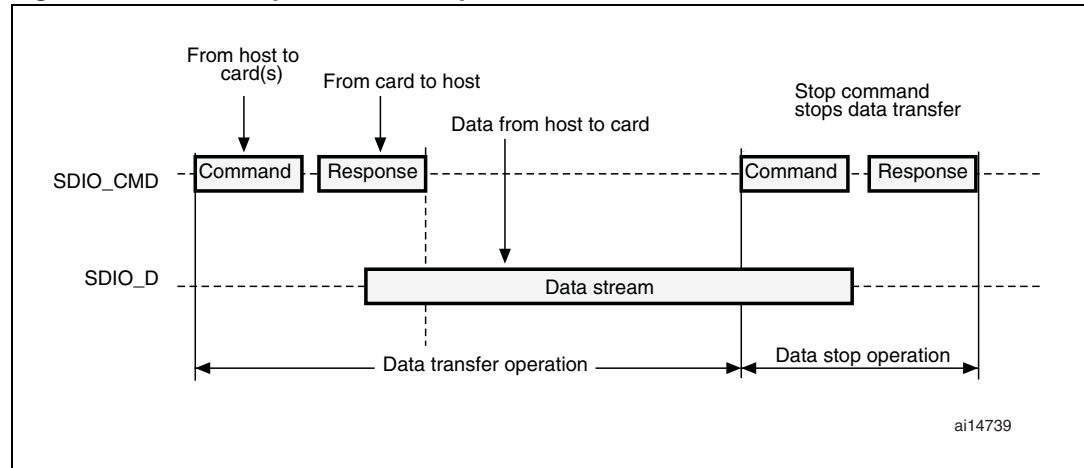 From host to
card(s)
From card to host
Data from host to card
Stop command
stops data transfer
SDIO_CMD
Command
Response
Command
Response
SDIO_D
Data stream
Data transfer operation
Data stop operation
ai14739